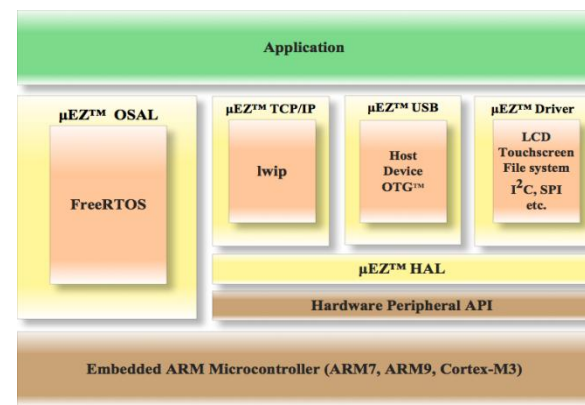 Application
µEZ™ OSAL
FreeRTOS
µEZ™ TCP/IP
lwip
µEZ™ USB
Host
Device
OTG™
µEZ™ Driver
LCD
Touchscreen
File system
I²C, SPI
etc.
µEZ™ HAL
Hardware Peripheral API
Embedded ARM Microcontroller (ARM7, ARM9, Cortex-M3)